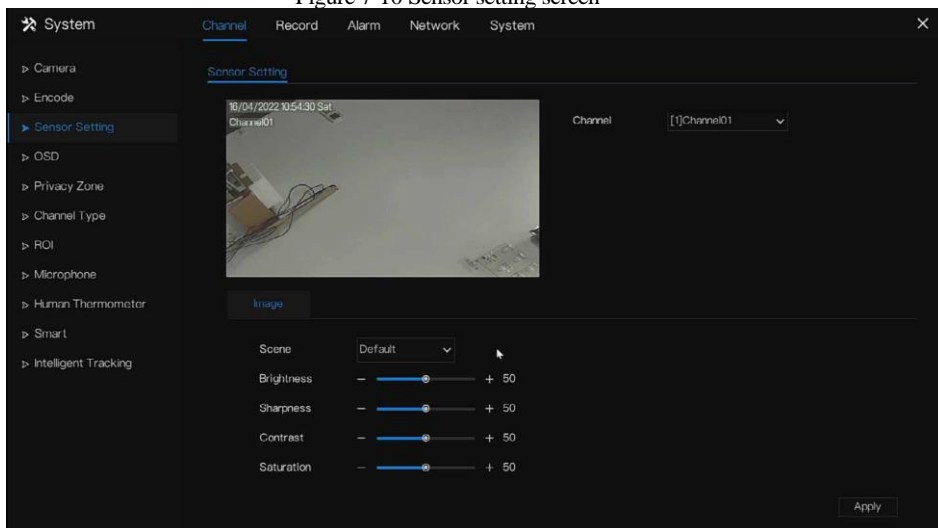 Figure 7-16 Sensor setting screen
System Channel Record Alarm Network System ×
Camera
Encode
Sensor Setting
OSD
Privacy Zone
Channel Type
ROI
Microphone
Human Thermometer
Smart
Intelligent Tracking
Sensor Setting
16/04/2022 10:54:30 Sat
Channel01
Channel [1]Channel01
Image
Scene Default
Brightness − + 50
Sharpness − + 50
Contrast − + 50
Saturation − + 50
Apply